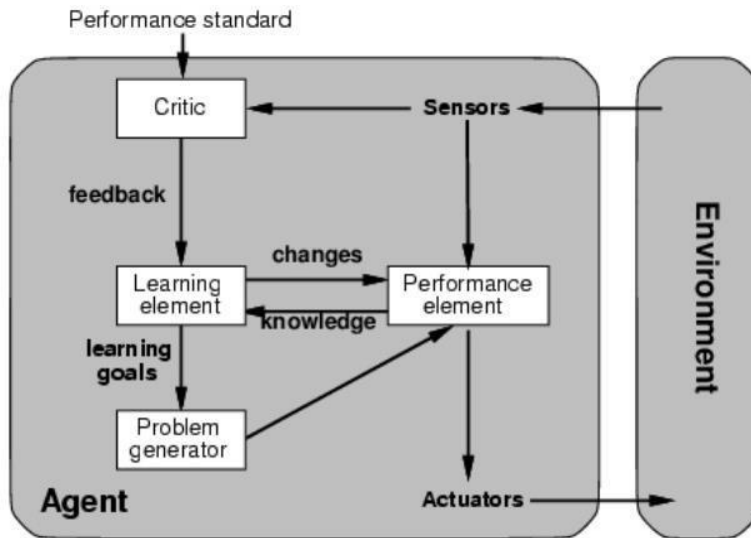 Performance standard
Critic
Sensors
feedback
changes
Learning
element
Performance
element
knowledge
learning
goals
Problem
generator
Agent
Actuators
Environment